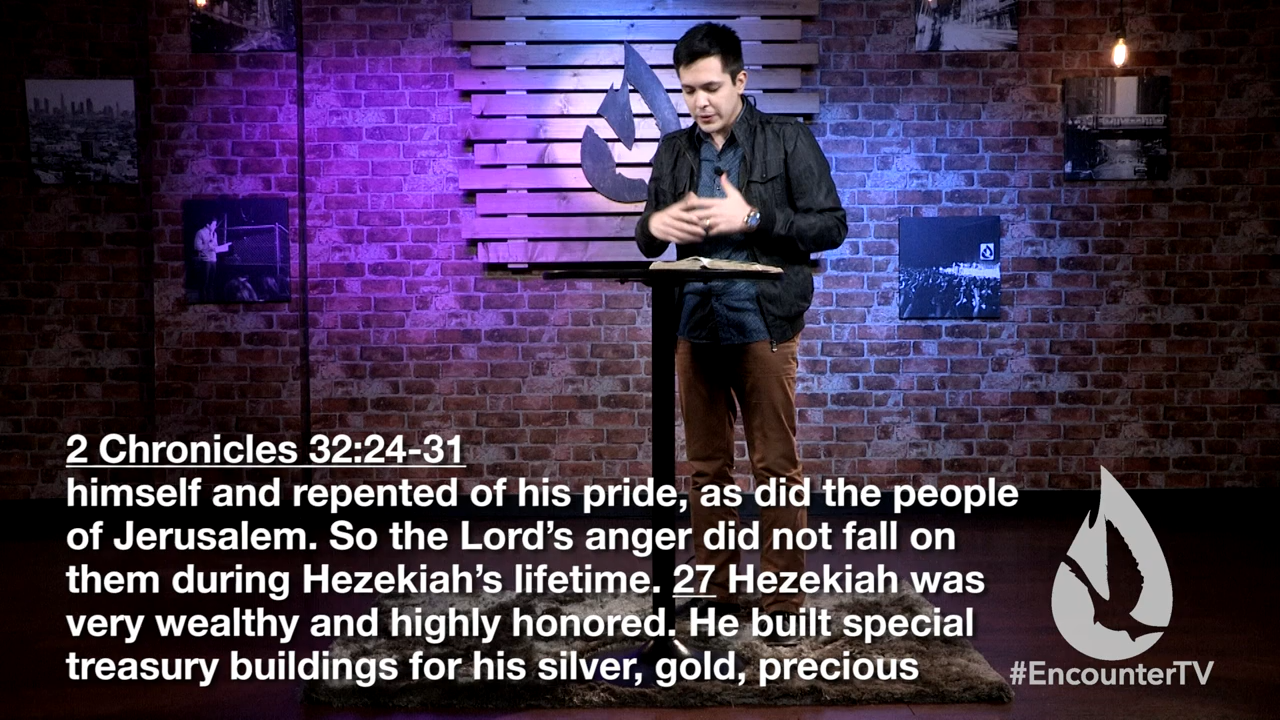 2 Chronicles 32:24-31
himself and repented of his pride, as did the people
of Jerusalem. So the Lord’s anger did not fall on
them during Hezekiah’s lifetime. 27 Hezekiah was
very wealthy and highly honored. He built special
treasury buildings for his silver, gold, precious
#EncounterTV